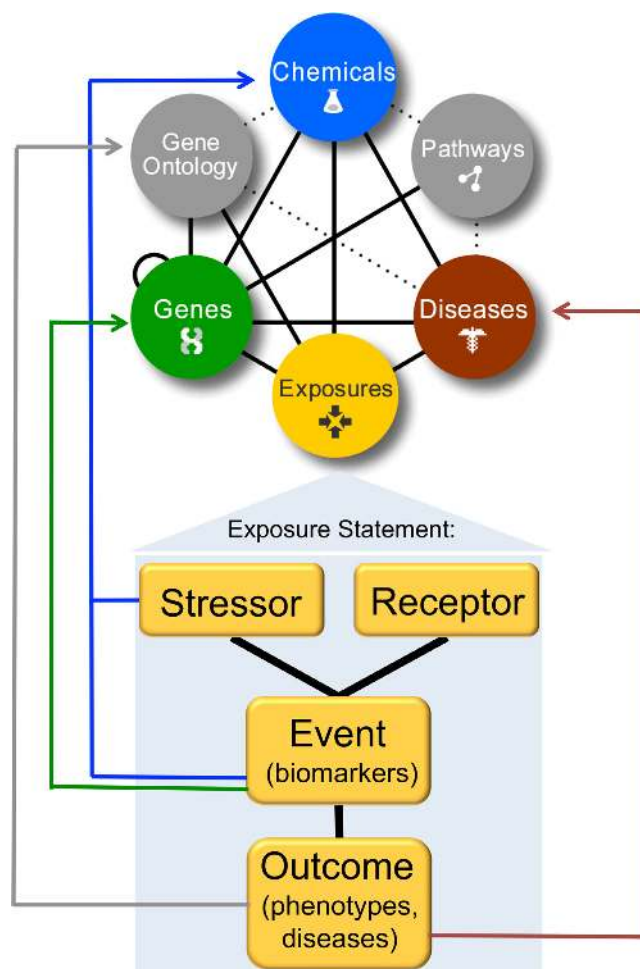 Chemicals
Gene
Ontology
Pathways
Genes
Diseases
Exposures
Exposure Statement:
Stressor
Receptor
Event
(biomarkers)
Outcome
(phenotypes,
diseases)